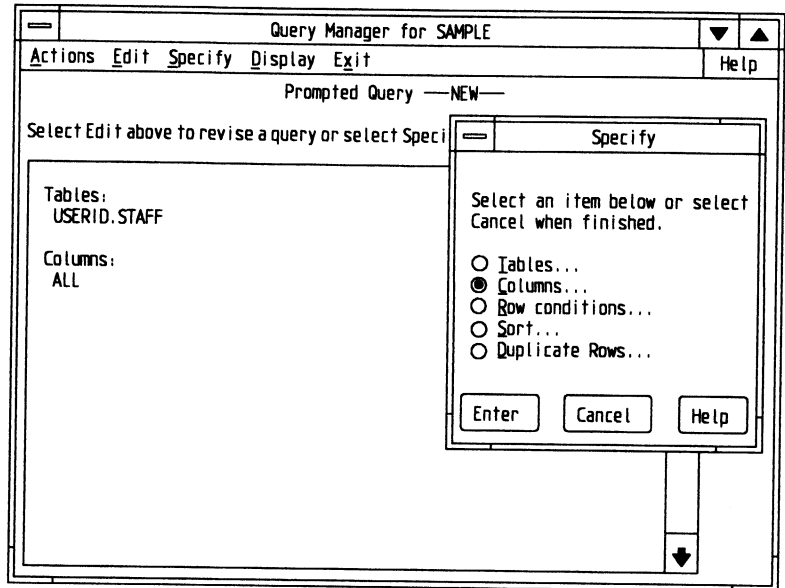 Query Manager for SAMPLE
Actions Edit Specify Display Exit
Help
Prompted Query —NEW—
Select Edit above to revise a query or select Speci
Tables:
USERID.STAFF
Columns:
ALL
Specify
Select an item below or select
Cancel when finished.
Tables...
Columns...
Row conditions...
Sort...
Duplicate Rows...
Enter Cancel Help